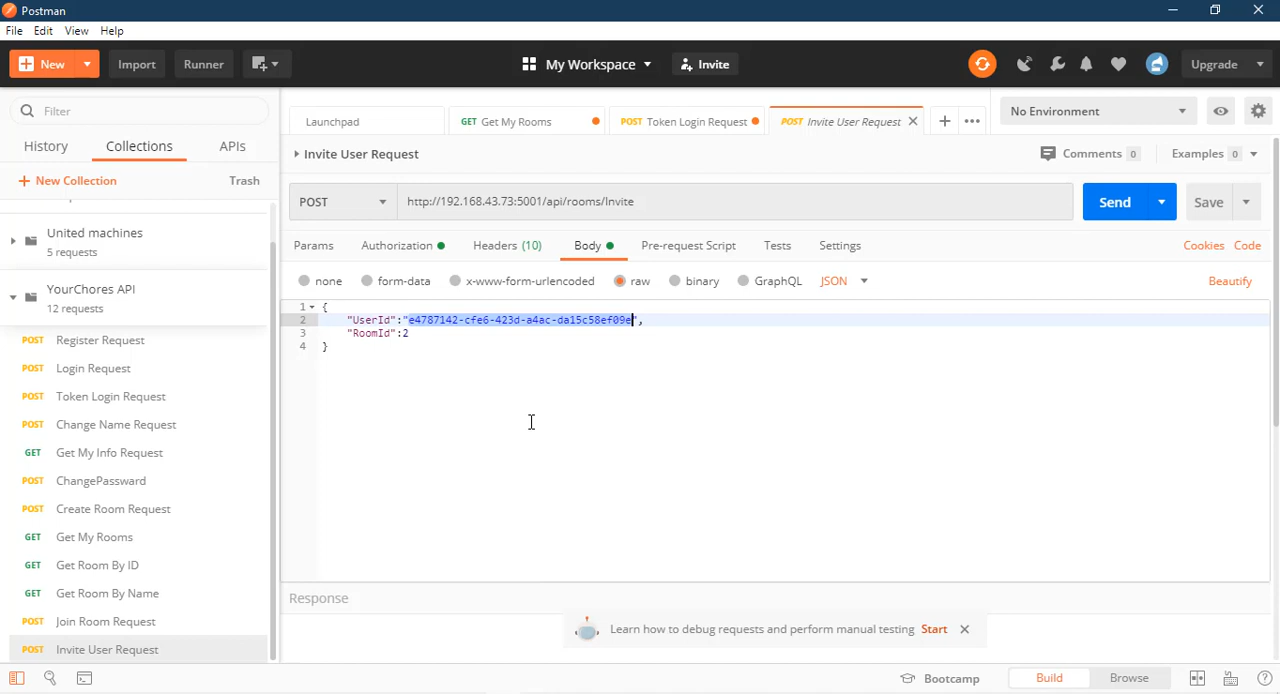 Postman
File Edit View Help
New Import Runner My Workspace Invite Upgrade
Filter
Launchpad GET Get My Rooms POST Token Login Request POST Invite User Request No Environment
History Collections APIs
Invite User Request Comments 0 Examples 0
New Collection Trash
POST http://192.168.43.73:5001/api/rooms/Invite Send Save
United machines
5 requests
Params Authorization Headers (10) Body Pre-request Script Tests Settings Cookies Code
none form-data x-www-form-urlencoded raw binary GraphQL JSON Beautify
YourChores API
12 requests
1 {
2 "UserId":"e4787142-cfe6-423d-a4ac-da15c58ef09e",
3 "RoomId":2
4 }
POST Register Request
POST Login Request
POST Token Login Request
POST Change Name Request
GET Get My Info Request
POST ChangePassword
POST Create Room Request
GET Get My Rooms
GET Get Room By ID
GET Get Room By Name
POST Join Room Request
POST Invite User Request
Response
Learn how to debug requests and perform manual testing Start
Bootcamp Build Browse